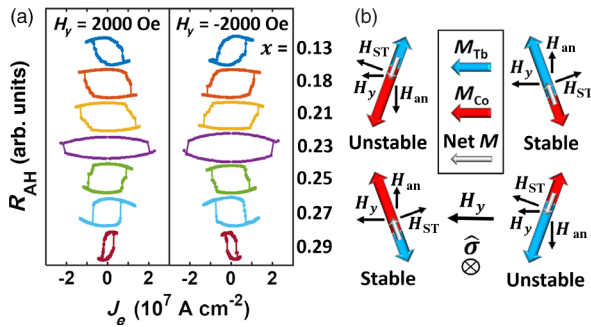 (a)
H_y = 2000 Oe
H_y = -2000 Oe
x =
0.13
0.18
0.21
0.23
0.25
0.27
0.29
R_AH (arb. units)
-2 0 2 -2 0 2
J_e (10^7 A cm^-2)
(b)
H_ST
H_y
H_an
Unstable
M_Tb
M_Co
Net M
H_an
H_y
H_ST
Stable
H_an
H_y
H_ST
Stable
H_y
σ̂
H_ST
H_y
H_an
Unstable